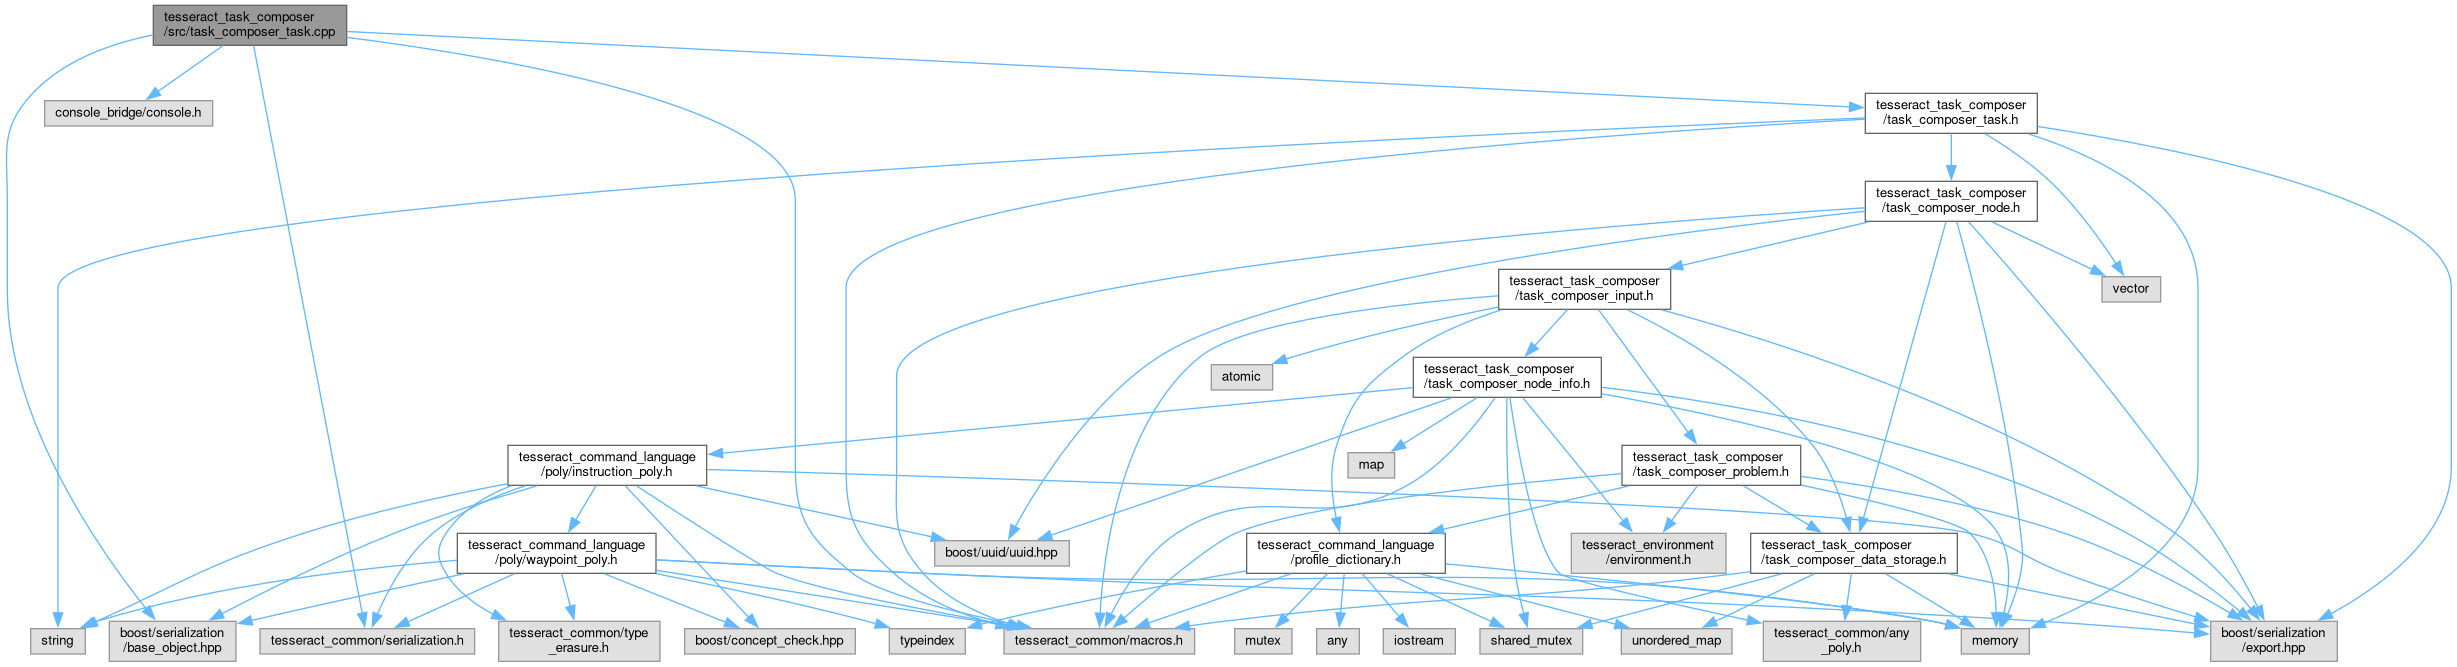 tesseract_task_composer
/src/task_composer_task.cpp
console_bridge/console.h
tesseract_task_composer
/task_composer_task.h
tesseract_task_composer
/task_composer_node.h
tesseract_task_composer
/task_composer_input.h
vector
atomic
tesseract_task_composer
/task_composer_node_info.h
tesseract_command_language
/poly/instruction_poly.h
map
tesseract_task_composer
/task_composer_problem.h
tesseract_command_language
/poly/waypoint_poly.h
boost/uuid/uuid.hpp
tesseract_command_language
/profile_dictionary.h
tesseract_environment
/environment.h
tesseract_task_composer
/task_composer_data_storage.h
string
boost/serialization
/base_object.hpp
tesseract_common/serialization.h
tesseract_common/type
_erasure.h
boost/concept_check.hpp
typeindex
tesseract_common/macros.h
mutex
any
iostream
shared_mutex
unordered_map
tesseract_common/any
_poly.h
memory
boost/serialization
/export.hpp